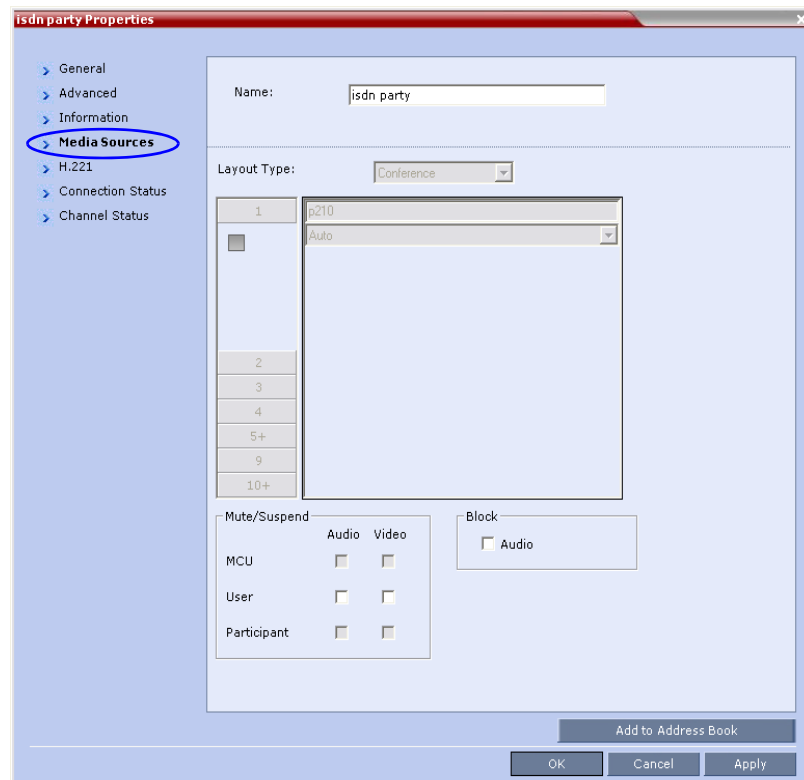 isdn party Properties
General
Advanced
Information
Media Sources
H.221
Connection Status
Channel Status
Name: isdn party
Layout Type: Conference
1 p210
Auto
2
3
4
5+
9
10+
Mute/Suspend
Audio Video
MCU
User
Participant
Block
Audio
Add to Address Book
OK Cancel Apply